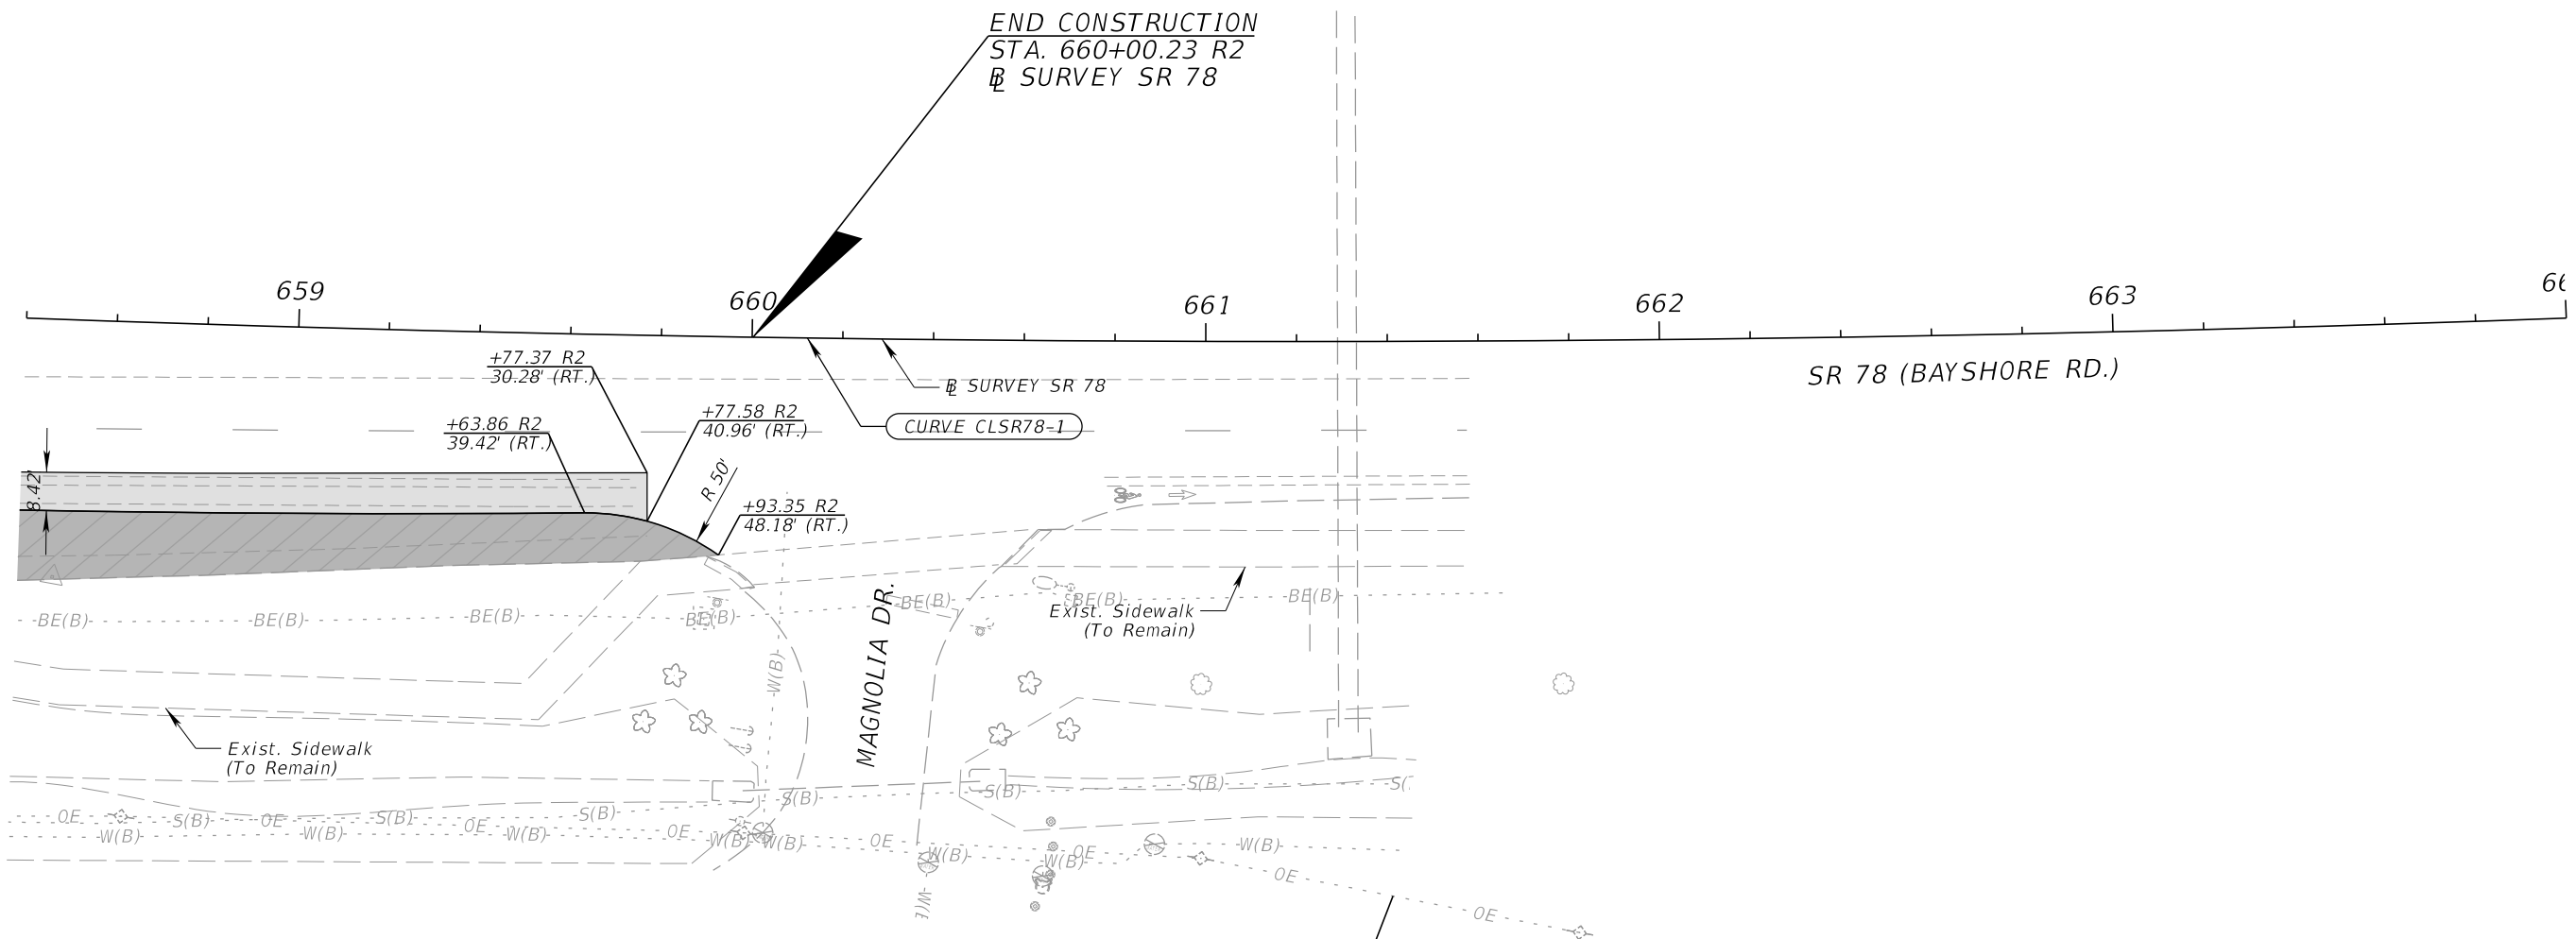 END CONSTRUCTION
STA. 660+00.23 R2
BL SURVEY SR 78
659
660
661
662
663
SR 78 (BAYSHORE RD.)
+77.37 R2
30.28' (RT.)
BL SURVEY SR 78
CURVE CLSR78-1
+63.86 R2
39.42' (RT.)
+77.58 R2
40.96' (RT.)
R 50'
8.42'
+93.35 R2
48.18' (RT.)
MAGNOLIA DR.
BE(B)
BE(B)
BE(B)
BE(B)
BE(B)
BE(B)
BE(B)
Exist. Sidewalk
(To Remain)
W(B)
Exist. Sidewalk
(To Remain)
S(B)
S(B)
S(B)
S(B)
S(B)
S(B)
OE
OE
OE
OE
OE
OE
OE
OE
W(B)
W(B)
W(B)
W(B)
W(B)
W(B)
W(B)
W(B)